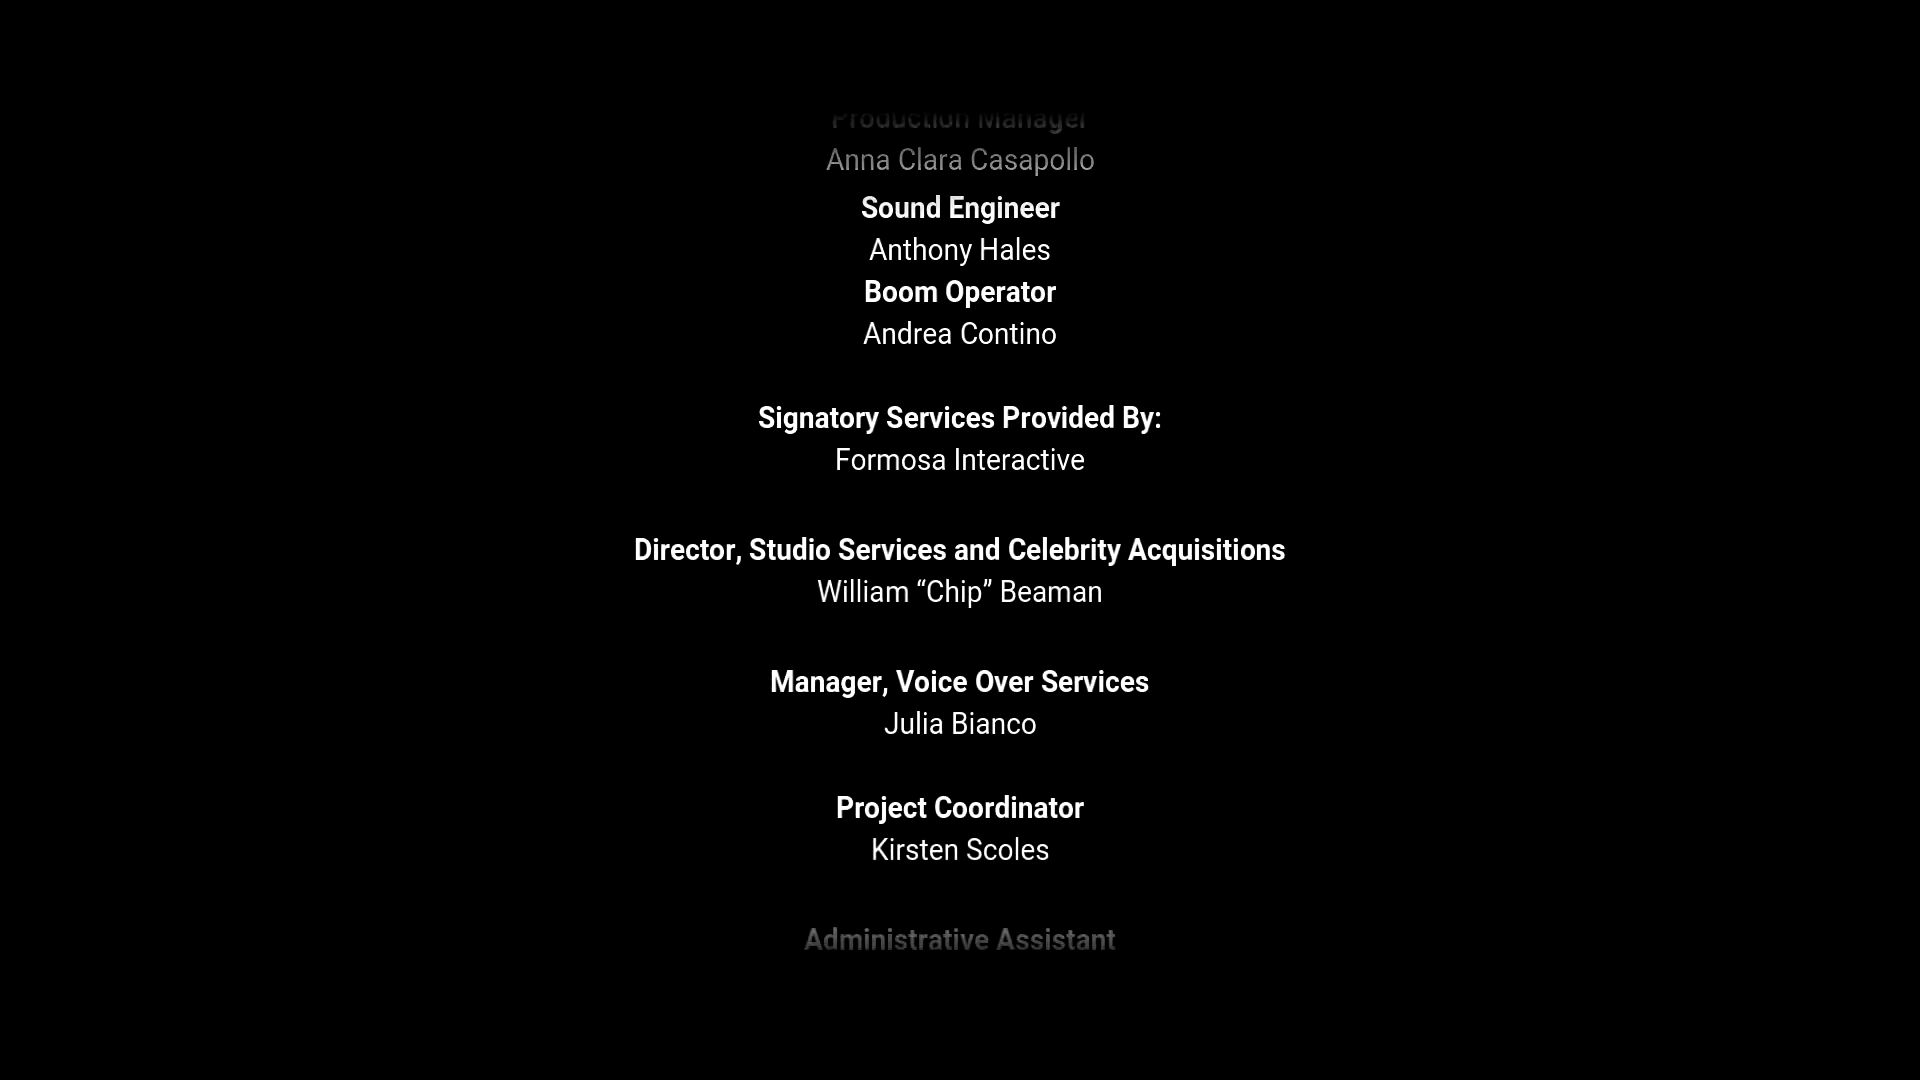 Production Manager
Anna Clara Casapollo
Sound Engineer
Anthony Hales
Boom Operator
Andrea Contino
Signatory Services Provided By:
Formosa Interactive
Director, Studio Services and Celebrity Acquisitions
William “Chip” Beaman
Manager, Voice Over Services
Julia Bianco
Project Coordinator
Kirsten Scoles
Administrative Assistant